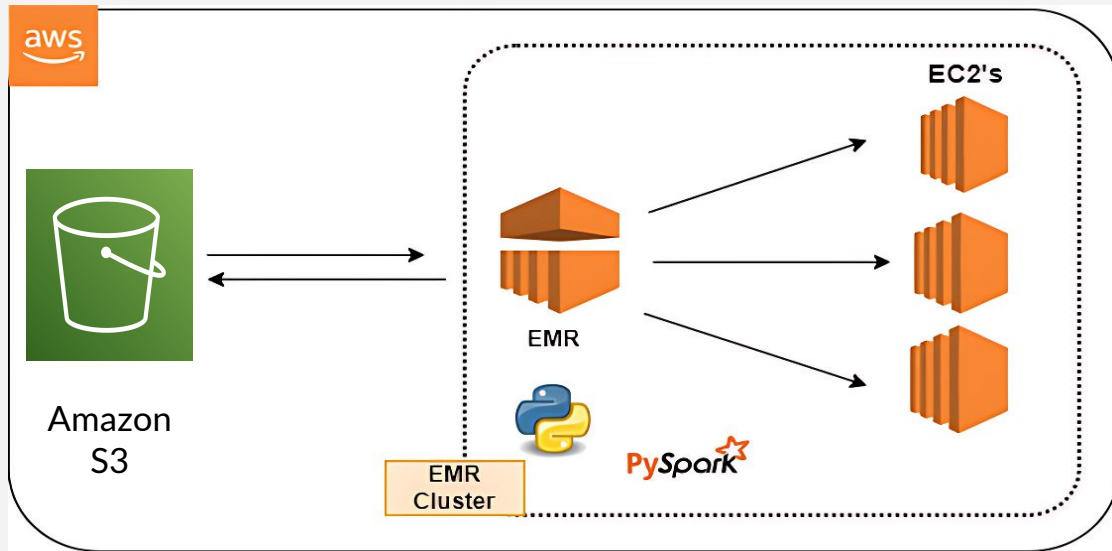 aws
EC2's
EMR
Amazon
S3
PySpark
EMR
Cluster